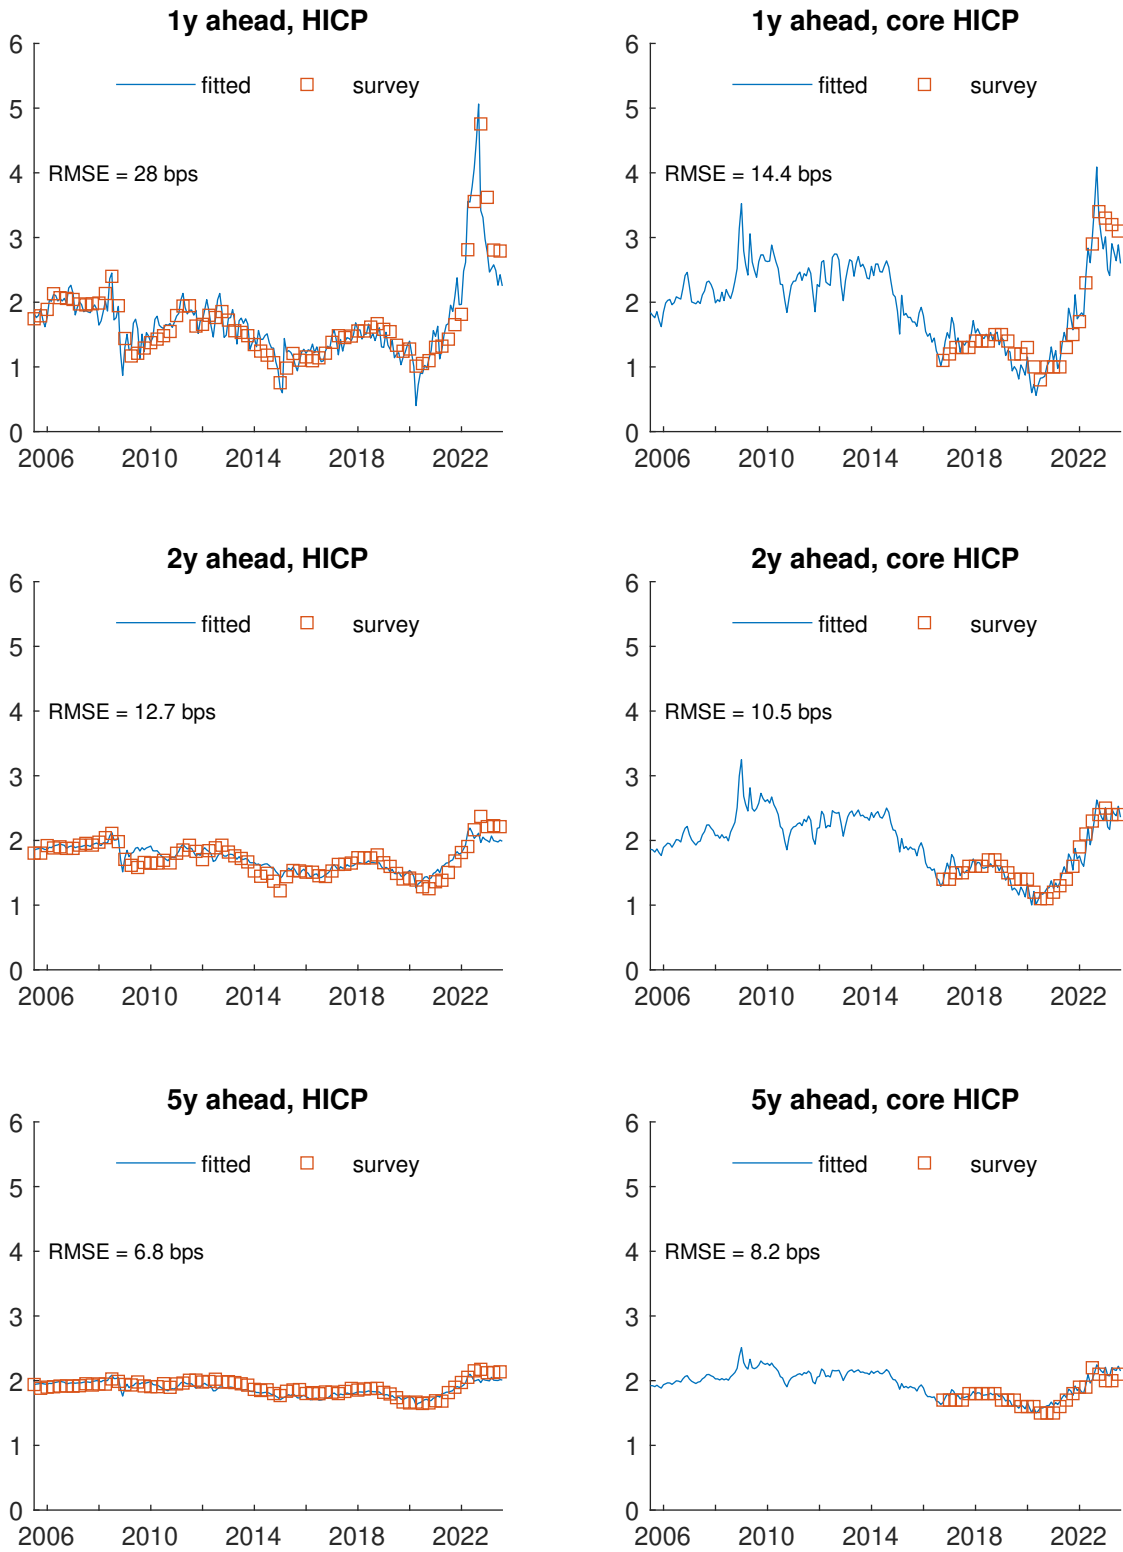 1y ahead, HICP
6
5
4
3
2
1
0
fitted
survey
RMSE = 28 bps
2006 2010 2014 2018 2022
1y ahead, core HICP
6
5
4
3
2
1
0
fitted
survey
RMSE = 14.4 bps
2006 2010 2014 2018 2022
2y ahead, HICP
6
5
4
3
2
1
0
fitted
survey
RMSE = 12.7 bps
2006 2010 2014 2018 2022
2y ahead, core HICP
6
5
4
3
2
1
0
fitted
survey
RMSE = 10.5 bps
2006 2010 2014 2018 2022
5y ahead, HICP
6
5
4
3
2
1
0
fitted
survey
RMSE = 6.8 bps
2006 2010 2014 2018 2022
5y ahead, core HICP
6
5
4
3
2
1
0
fitted
survey
RMSE = 8.2 bps
2006 2010 2014 2018 2022